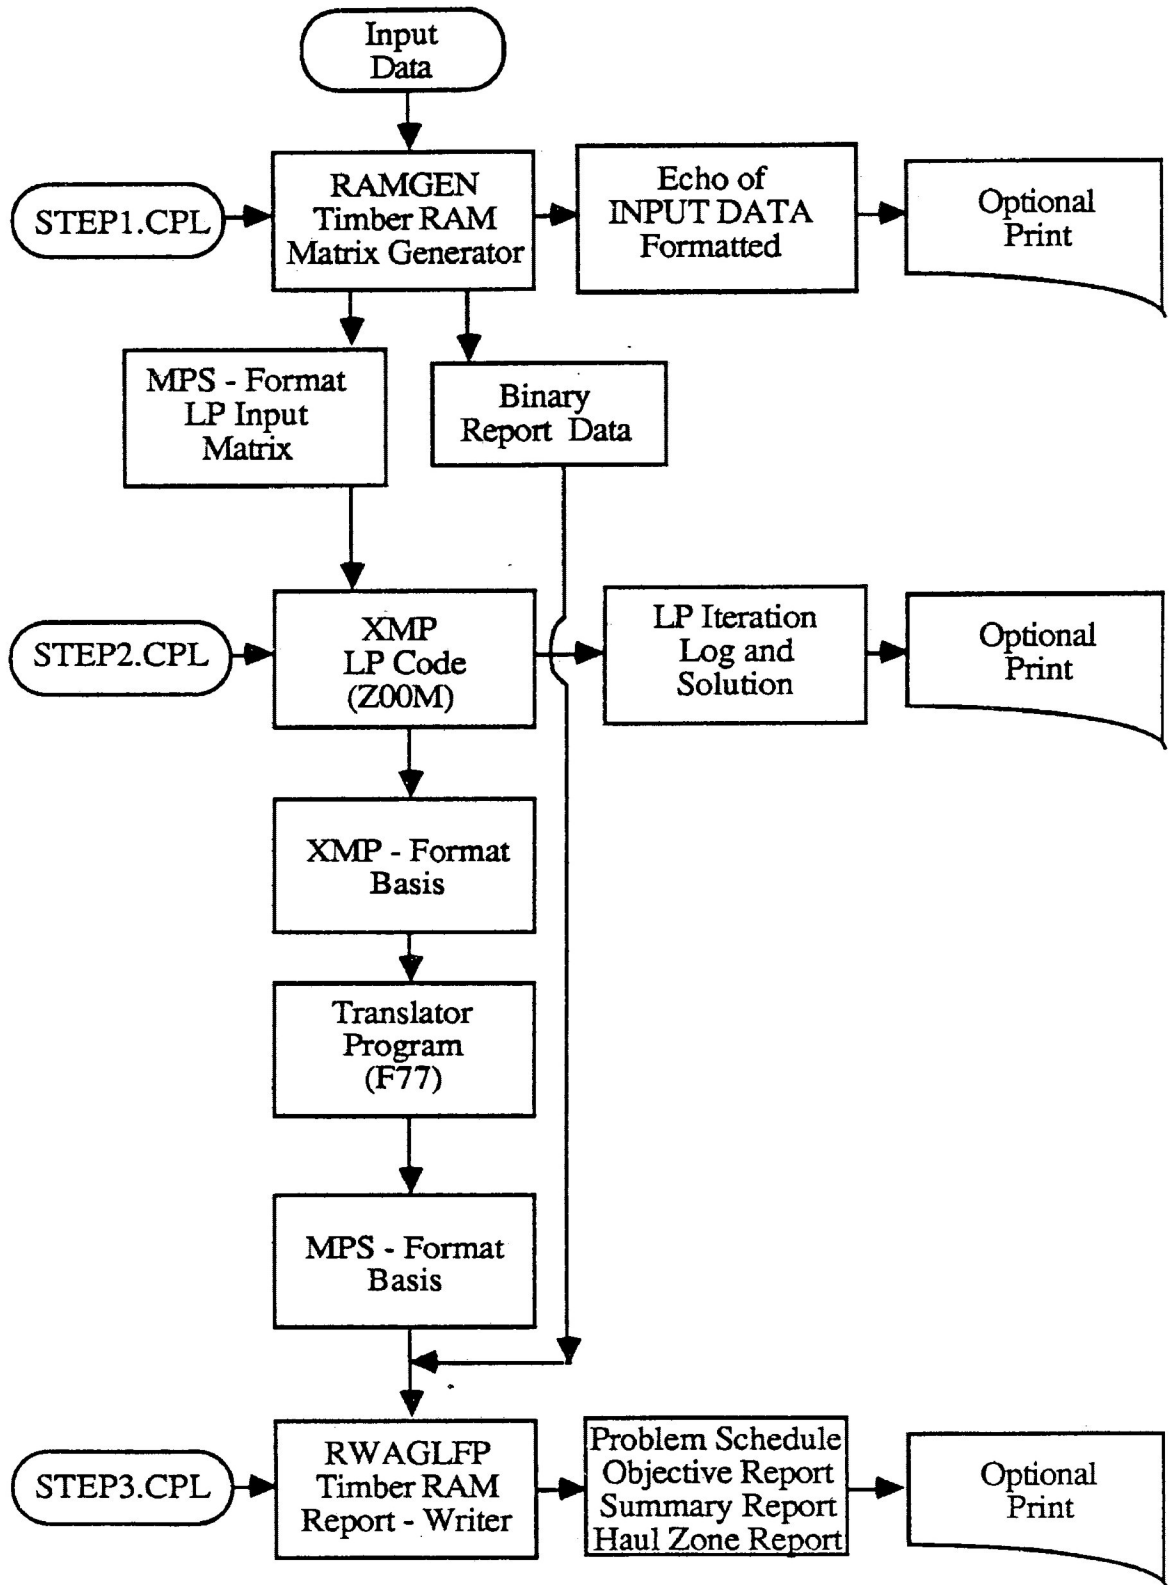 Input
Data
STEP1.CPL
RAMGEN
Timber RAM
Matrix Generator
Echo of
INPUT DATA
Formatted
Optional
Print
MPS - Format
LP Input
Matrix
Binary
Report Data
STEP2.CPL
XMP
LP Code
(Z00M)
LP Iteration
Log and
Solution
Optional
Print
XMP - Format
Basis
Translator
Program
(F77)
MPS - Format
Basis
STEP3.CPL
RWAGLFP
Timber RAM
Report - Writer
Problem Schedule
Objective Report
Summary Report
Haul Zone Report
Optional
Print